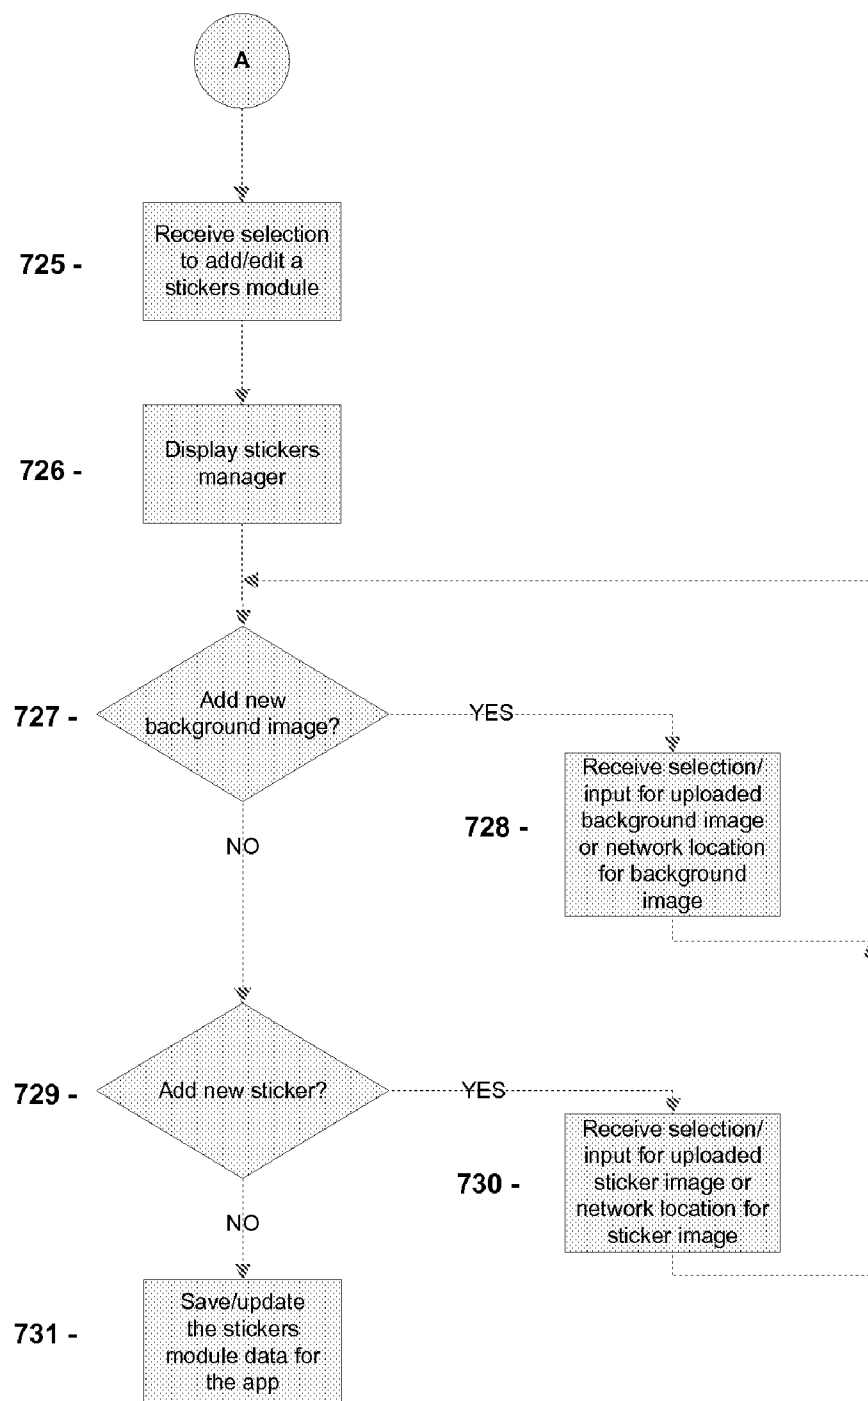 A
725 -
Receive selection
to add/edit a
stickers module
726 -
Display stickers
manager
727 -
Add new
background image?
YES
728 -
Receive selection/
input for uploaded
background image
or network location
for background
image
NO
729 -
Add new sticker?
YES
730 -
Receive selection/
input for uploaded
sticker image or
network location for
sticker image
NO
731 -
Save/update
the stickers
module data for
the app